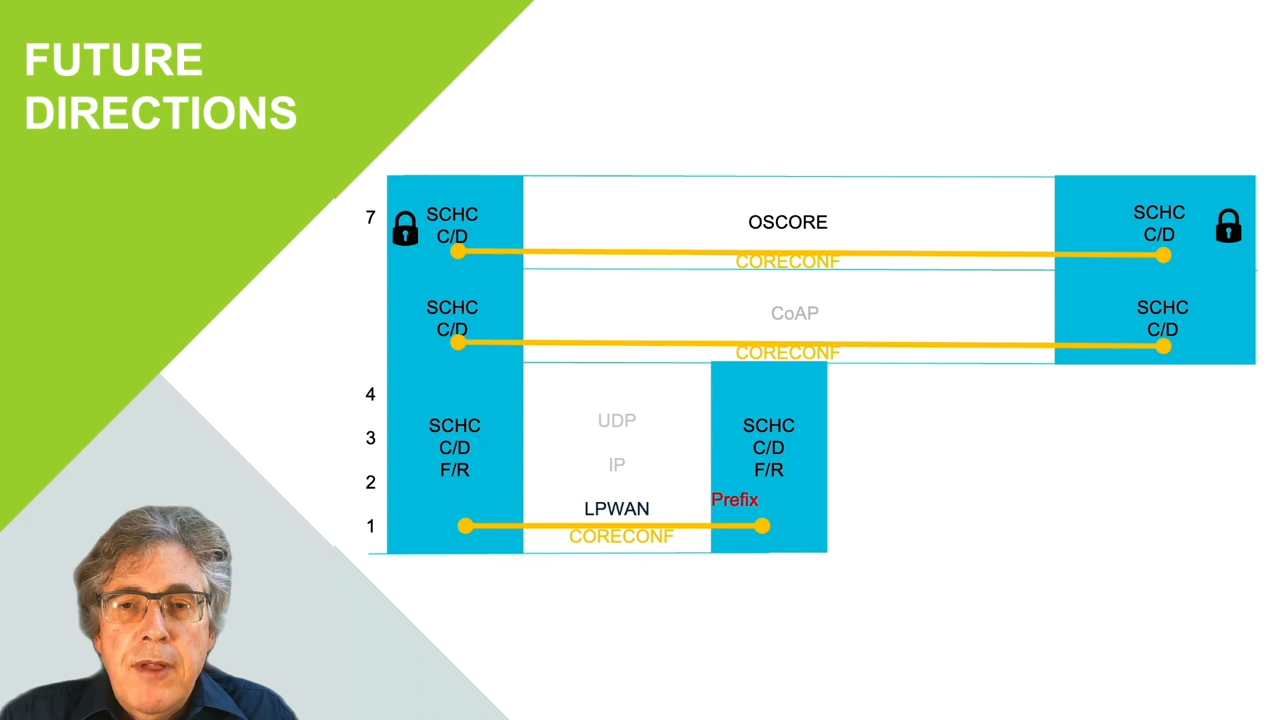 FUTURE
DIRECTIONS
7
SCHC
C/D
OSCORE
SCHC
C/D
CORECONF
SCHC
C/D
CoAP
SCHC
C/D
CORECONF
4
3
2
1
SCHC
C/D
F/R
UDP
IP
LPWAN
CORECONF
SCHC
C/D
F/R
Prefix